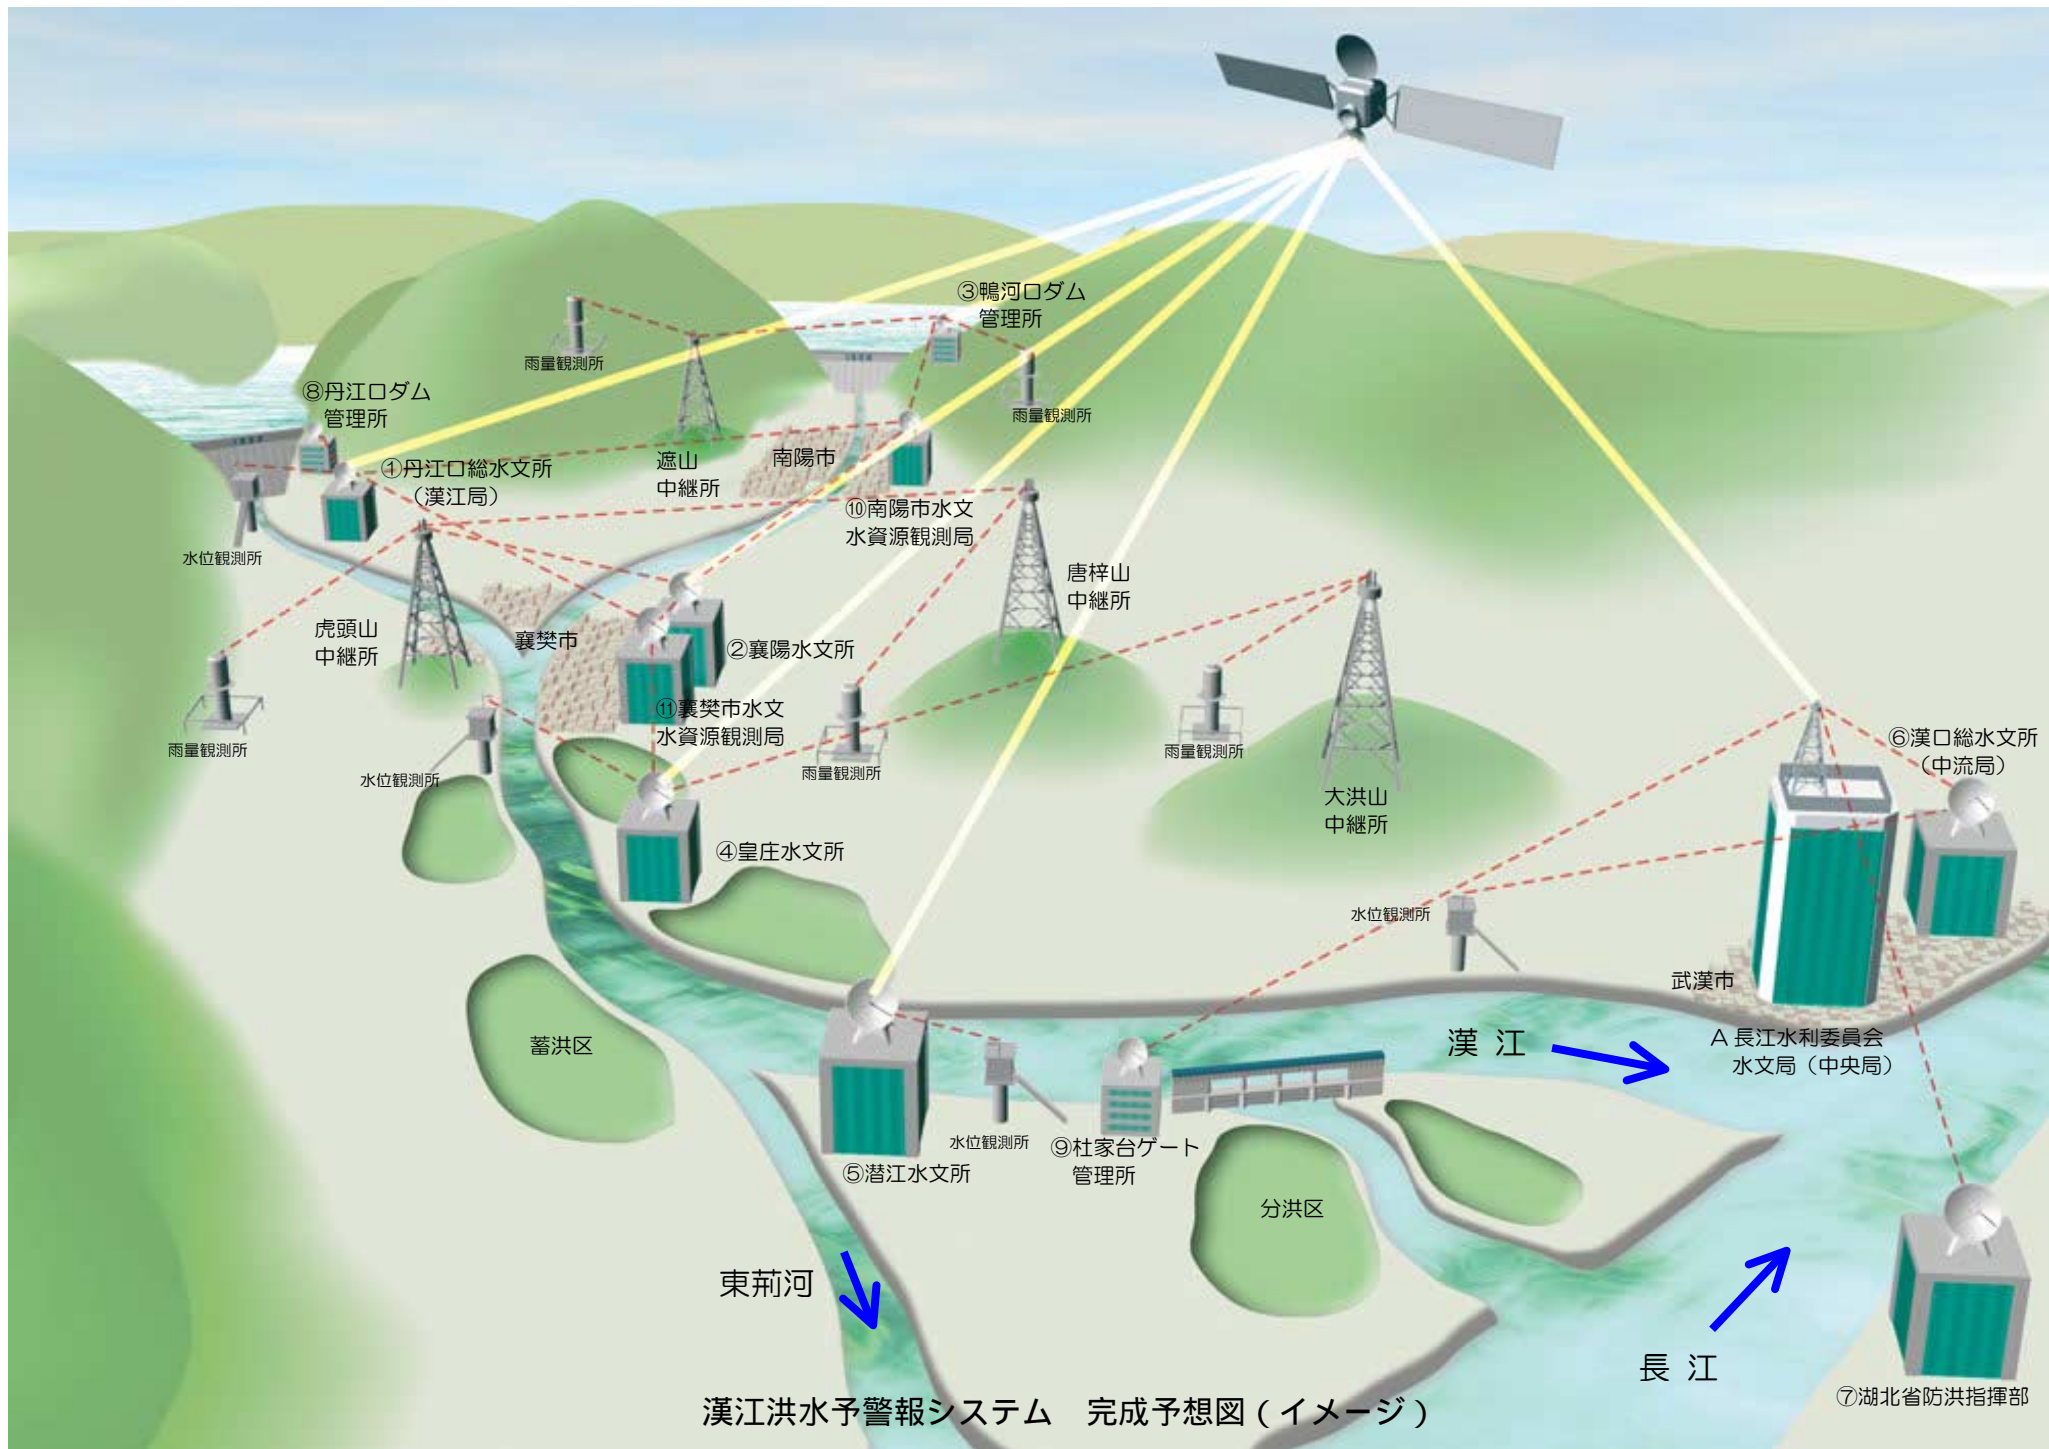 ③鴨河口ダム
管理所
雨量観測所
雨量観測所
⑧丹江口ダム
管理所
①丹江口総水文所
（漢江局）
遮山
中継所
南陽市
⑩南陽市水文
水資源観測局
水位観測所
唐梓山
中継所
虎頭山
中継所
襄樊市
②襄陽水文所
⑪襄樊市水文
水資源観測局
雨量観測所
水位観測所
雨量観測所
雨量観測所
⑥漢口総水文所
（中流局）
大洪山
中継所
④皇庄水文所
水位観測所
武漢市
蓄洪区
漢 江
A 長江水利委員会
水文局（中央局）
水位観測所
⑨杜家台ゲート
管理所
⑤潜江水文所
分洪区
東荊河
長 江
⑦湖北省防洪指揮部
漢江洪水予警報システム　完成予想図（イメージ）